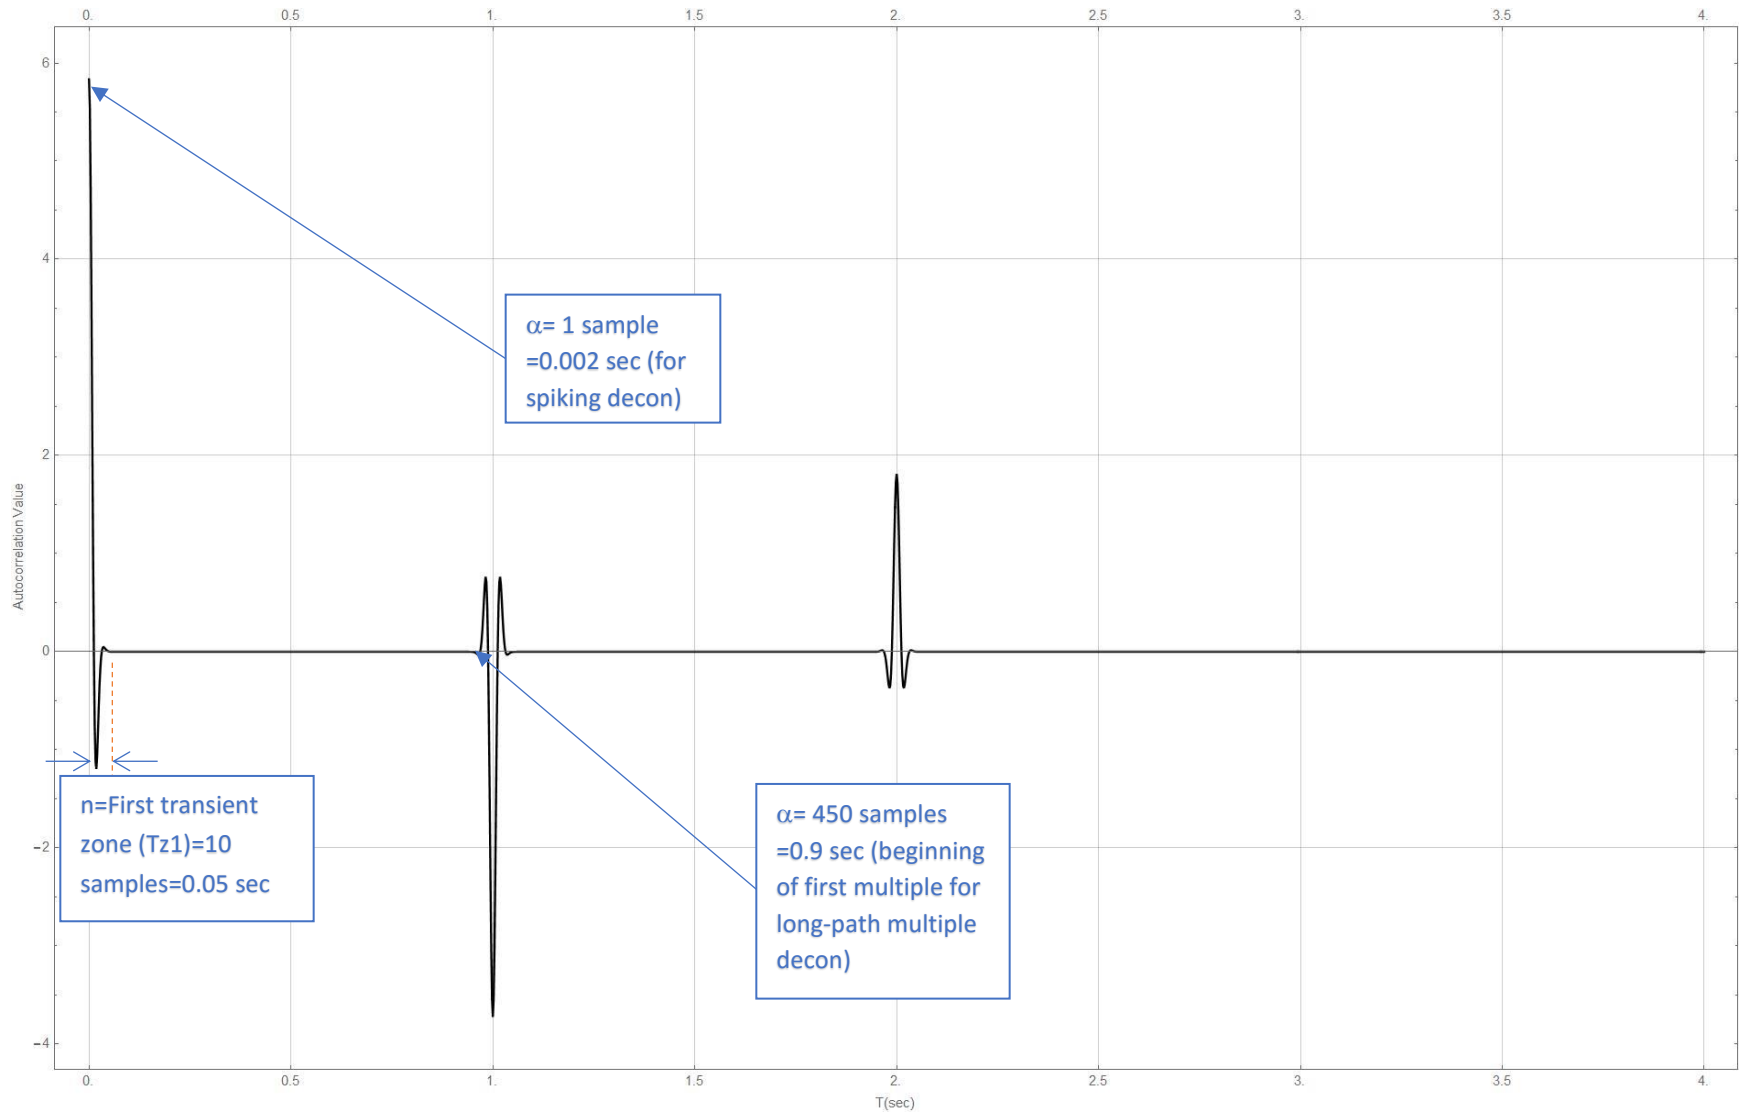 0. 0.5 1. 1.5 2. 2.5 3. 3.5 4.
6
4
2
0
−2
−4
Autocorrelation Value
α= 1 sample
=0.002 sec (for
spiking decon)
n=First transient
zone (Tz1)=10
samples=0.05 sec
α= 450 samples
=0.9 sec (beginning
of first multiple for
long-path multiple
decon)
0. 0.5 1. 1.5 2. 2.5 3. 3.5 4.
T(sec)